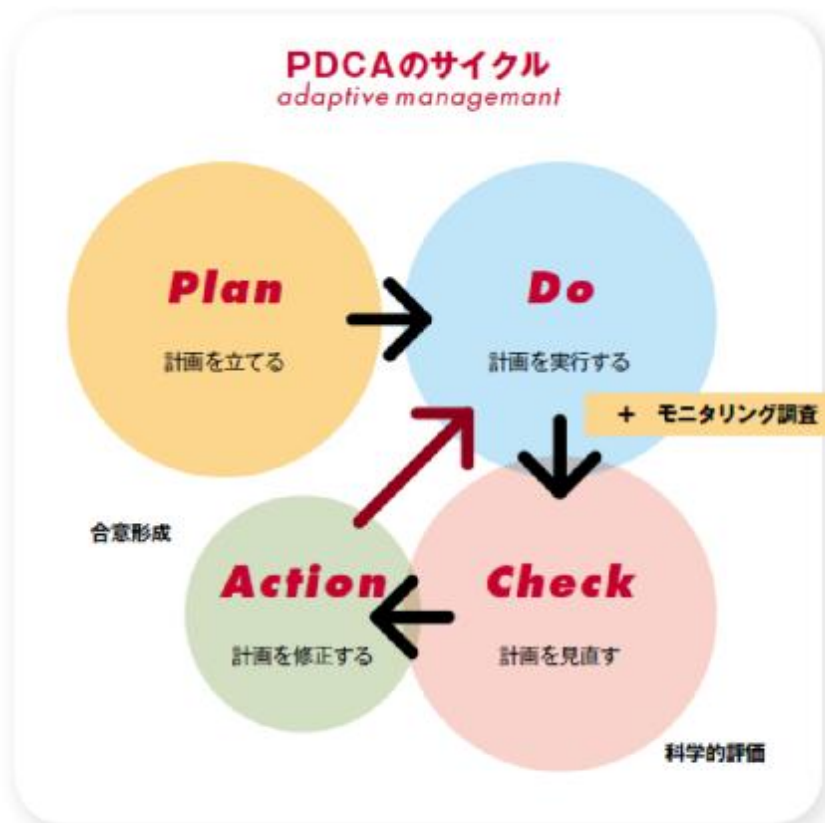 PDCAのサイクル
adaptive managemant
Plan
計画を立てる
Do
計画を実行する
+ モニタリング調査
合意形成
Action
計画を修正する
Check
計画を見直す
科学的評価